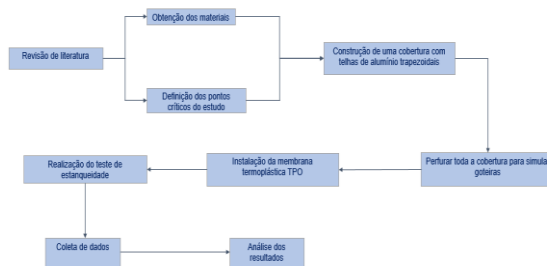 Obtenção dos materiais
Revisão de literatura
Definição dos pontos
críticos do estudo
Construção de uma cobertura com
telhas de alumínio trapezoidais
Perfurar toda a cobertura para simula
goteiras
Instalação da membrana
termoplástica TPO
Realização do teste de
estanqueidade
Coleta de dados
Análise dos
resultados